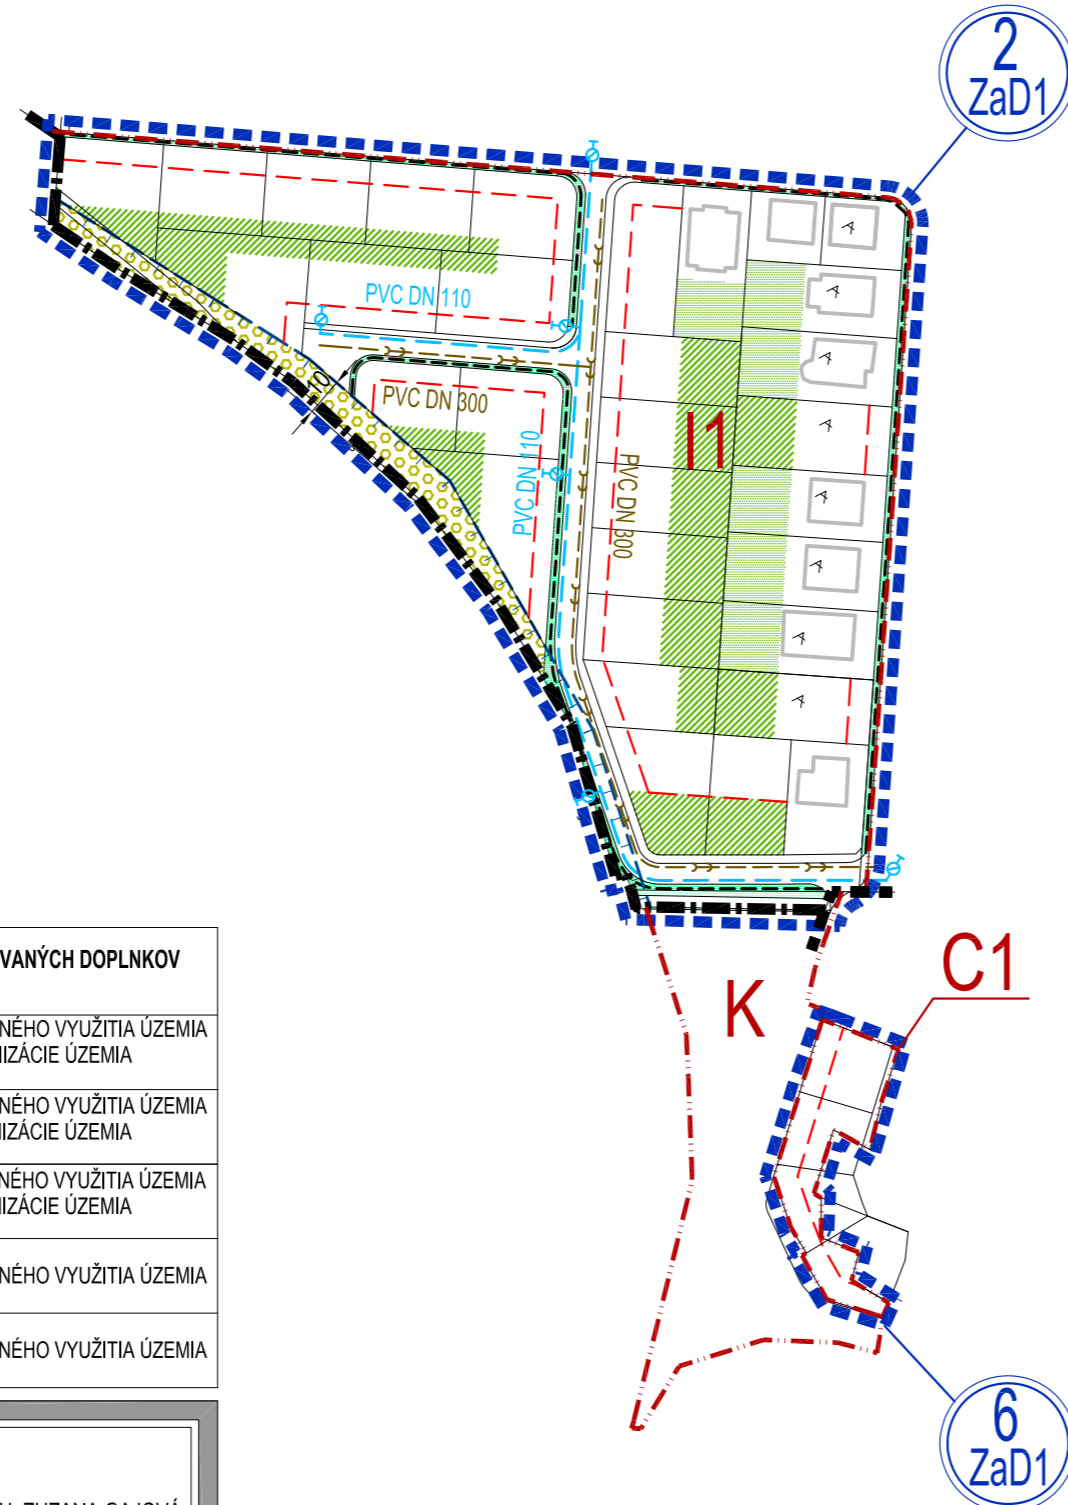 2
ZaD1
PVC DN 110
PVC DN 300
PVC DN 110
PVC DN 300
I1
VANÝCH DOPLNKOV
NÉHO VYUŽITIA ÚZEMIA
IZÁCIE ÚZEMIA
NÉHO VYUŽITIA ÚZEMIA
IZÁCIE ÚZEMIA
NÉHO VYUŽITIA ÚZEMIA
IZÁCIE ÚZEMIA
NÉHO VYUŽITIA ÚZEMIA
NÉHO VYUŽITIA ÚZEMIA
K
C1
6
ZaD1